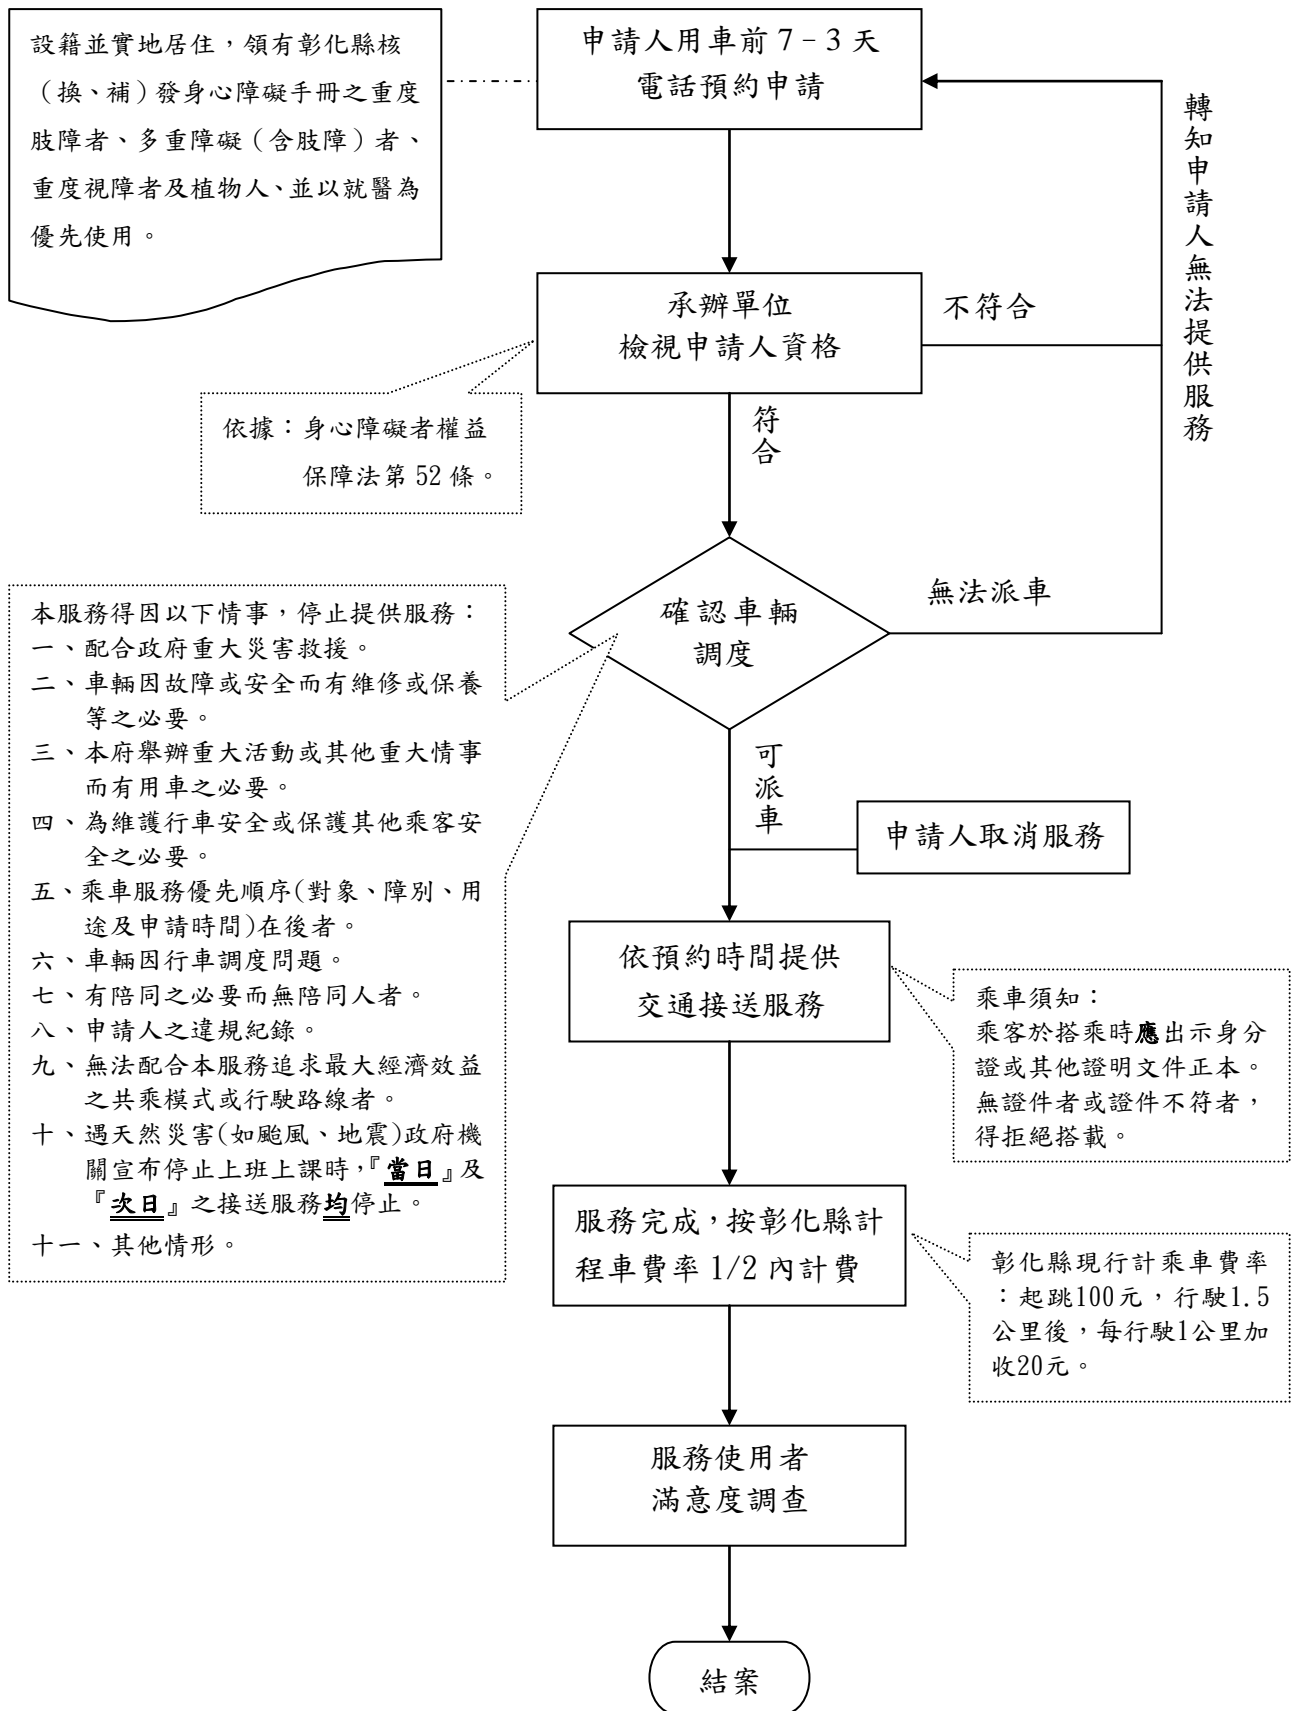 設籍並實地居住，領有彰化縣核
（換、補）發身心障礙手冊之重度
肢障者、多重障礙（含肢障）者、
重度視障者及植物人、並以就醫為
優先使用。
申請人用車前 7－3 天
電話預約申請
轉知申請人無法提供服務
承辦單位
檢視申請人資格
不符合
依據：身心障礙者權益
保障法第 52 條。
符合
確認車輛
調度
無法派車
本服務得因以下情事，停止提供服務：
一、配合政府重大災害救援。
二、車輛因故障或安全而有維修或保養
等之必要。
三、本府舉辦重大活動或其他重大情事
而有用車之必要。
四、為維護行車安全或保護其他乘客安
全之必要。
五、乘車服務優先順序(對象、障別、用
途及申請時間)在後者。
六、車輛因行車調度問題。
七、有陪同之必要而無陪同人者。
八、申請人之違規紀錄。
九、無法配合本服務追求最大經濟效益
之共乘模式或行駛路線者。
十、遇天然災害(如颱風、地震)政府機
關宣布停止上班上課時，『當日』及
『次日』之接送服務均停止。
十一、其他情形。
可派車
申請人取消服務
依預約時間提供
交通接送服務
乘車須知：
乘客於搭乘時應出示身分
證或其他證明文件正本。
無證件者或證件不符者，
得拒絕搭載。
服務完成，按彰化縣計
程車費率 1/2 內計費
彰化縣現行計乘車費率
：起跳100元，行駛1.5
公里後，每行駛1公里加
收20元。
服務使用者
滿意度調查
結案